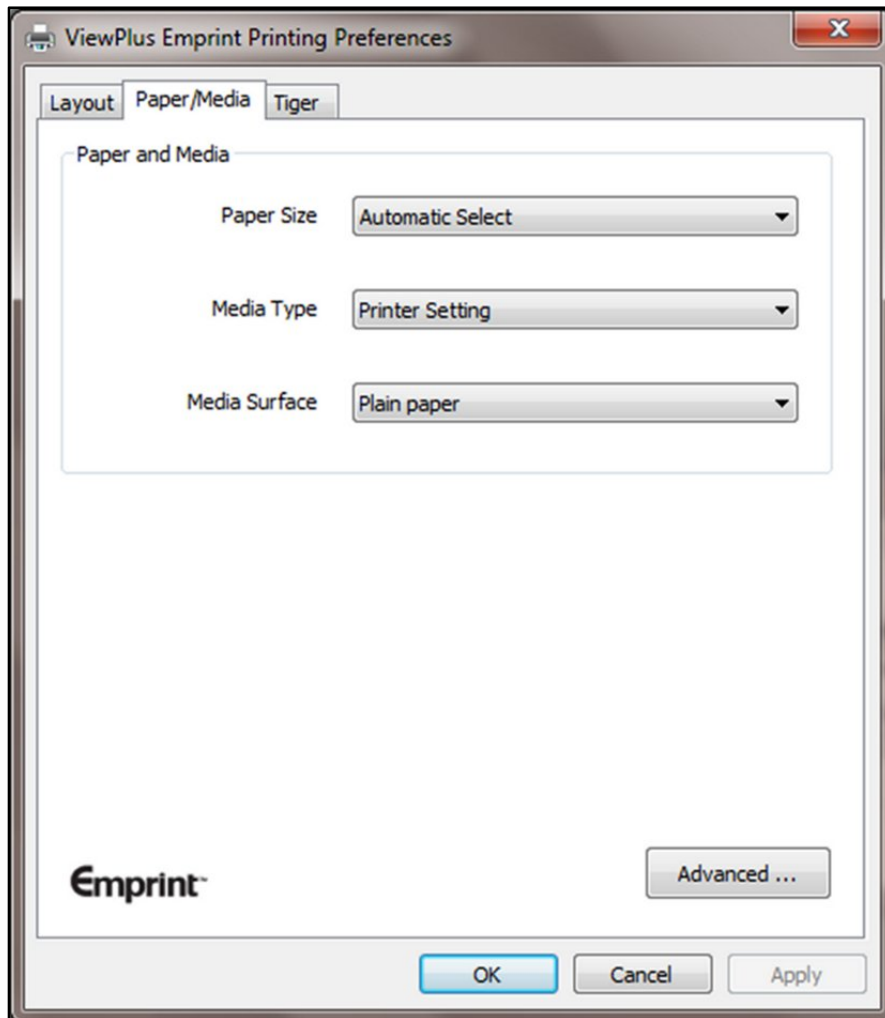 ViewPlus Emprint Printing Preferences
Layout Paper/Media Tiger
Paper and Media
Paper Size Automatic Select
Media Type Printer Setting
Media Surface Plain paper
Emprint™ Advanced ...
OK Cancel Apply